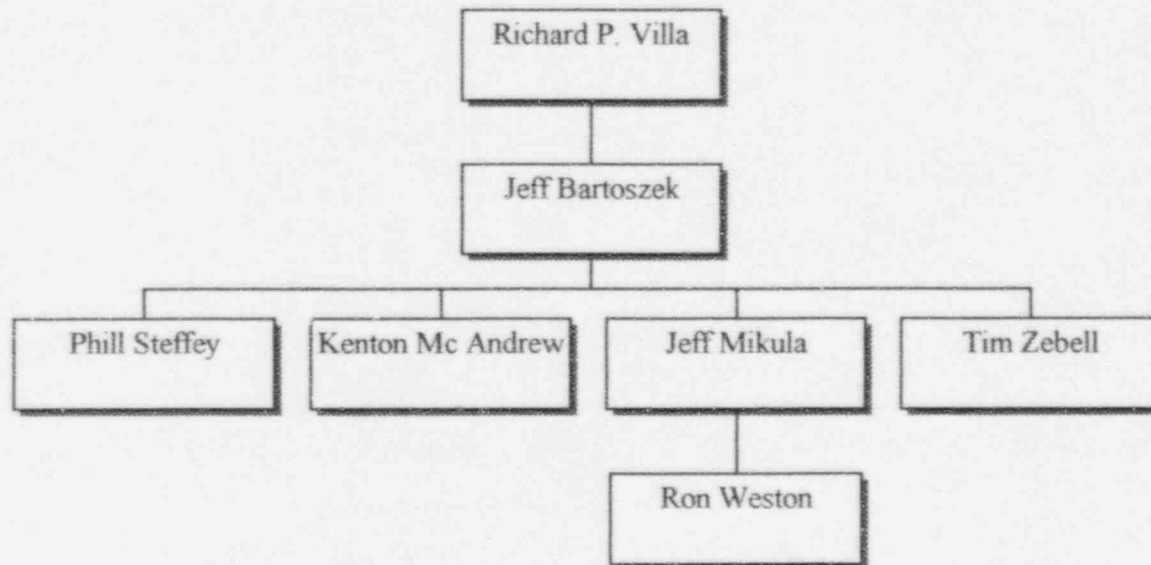 Richard P. Villa
Jeff Bartoszek
Phill Steffey
Kenton Mc Andrew
Jeff Mikula
Tim Zebell
Ron Weston